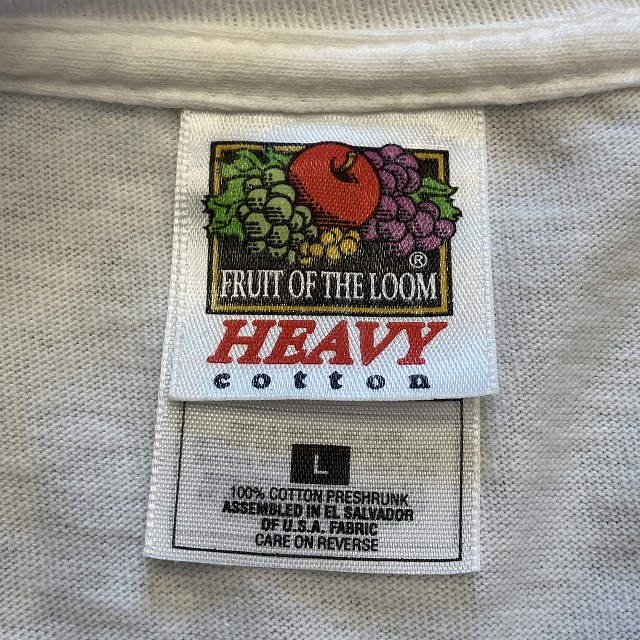 ®
FRUIT OF THE LOOM
HEAVY
cotton
L
100% COTTON PRESHRUNK
ASSEMBLED IN EL SALVADOR
OF U.S.A. FABRIC
CARE ON REVERSE